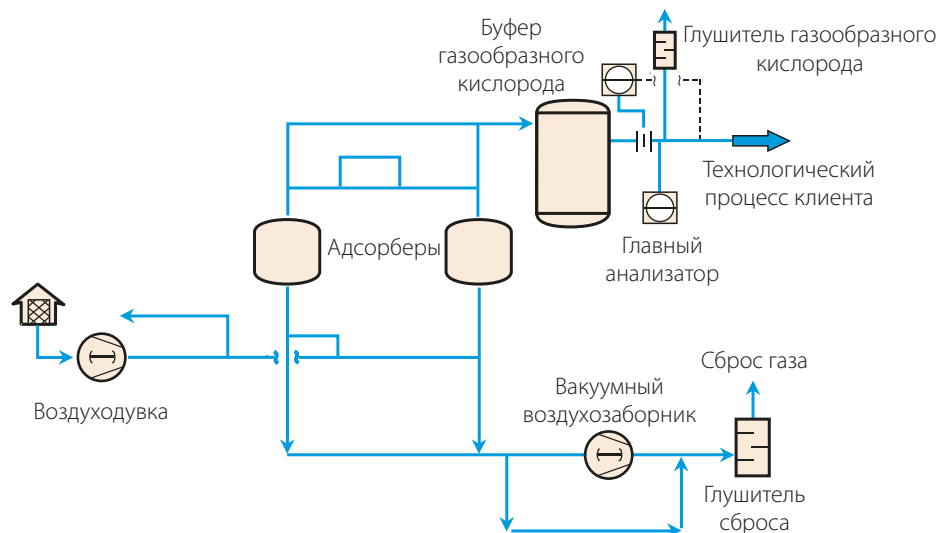 Буфер
газообразного
кислорода
Глушитель газообразного
кислорода
Технологический
процесс клиента
Адсорберы
Главный
анализатор
Воздуходувка
Вакуумный
воздухозаборник
Сброс газа
Глушитель
сброса